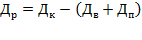 Др = Дк − (Дв + Дп)